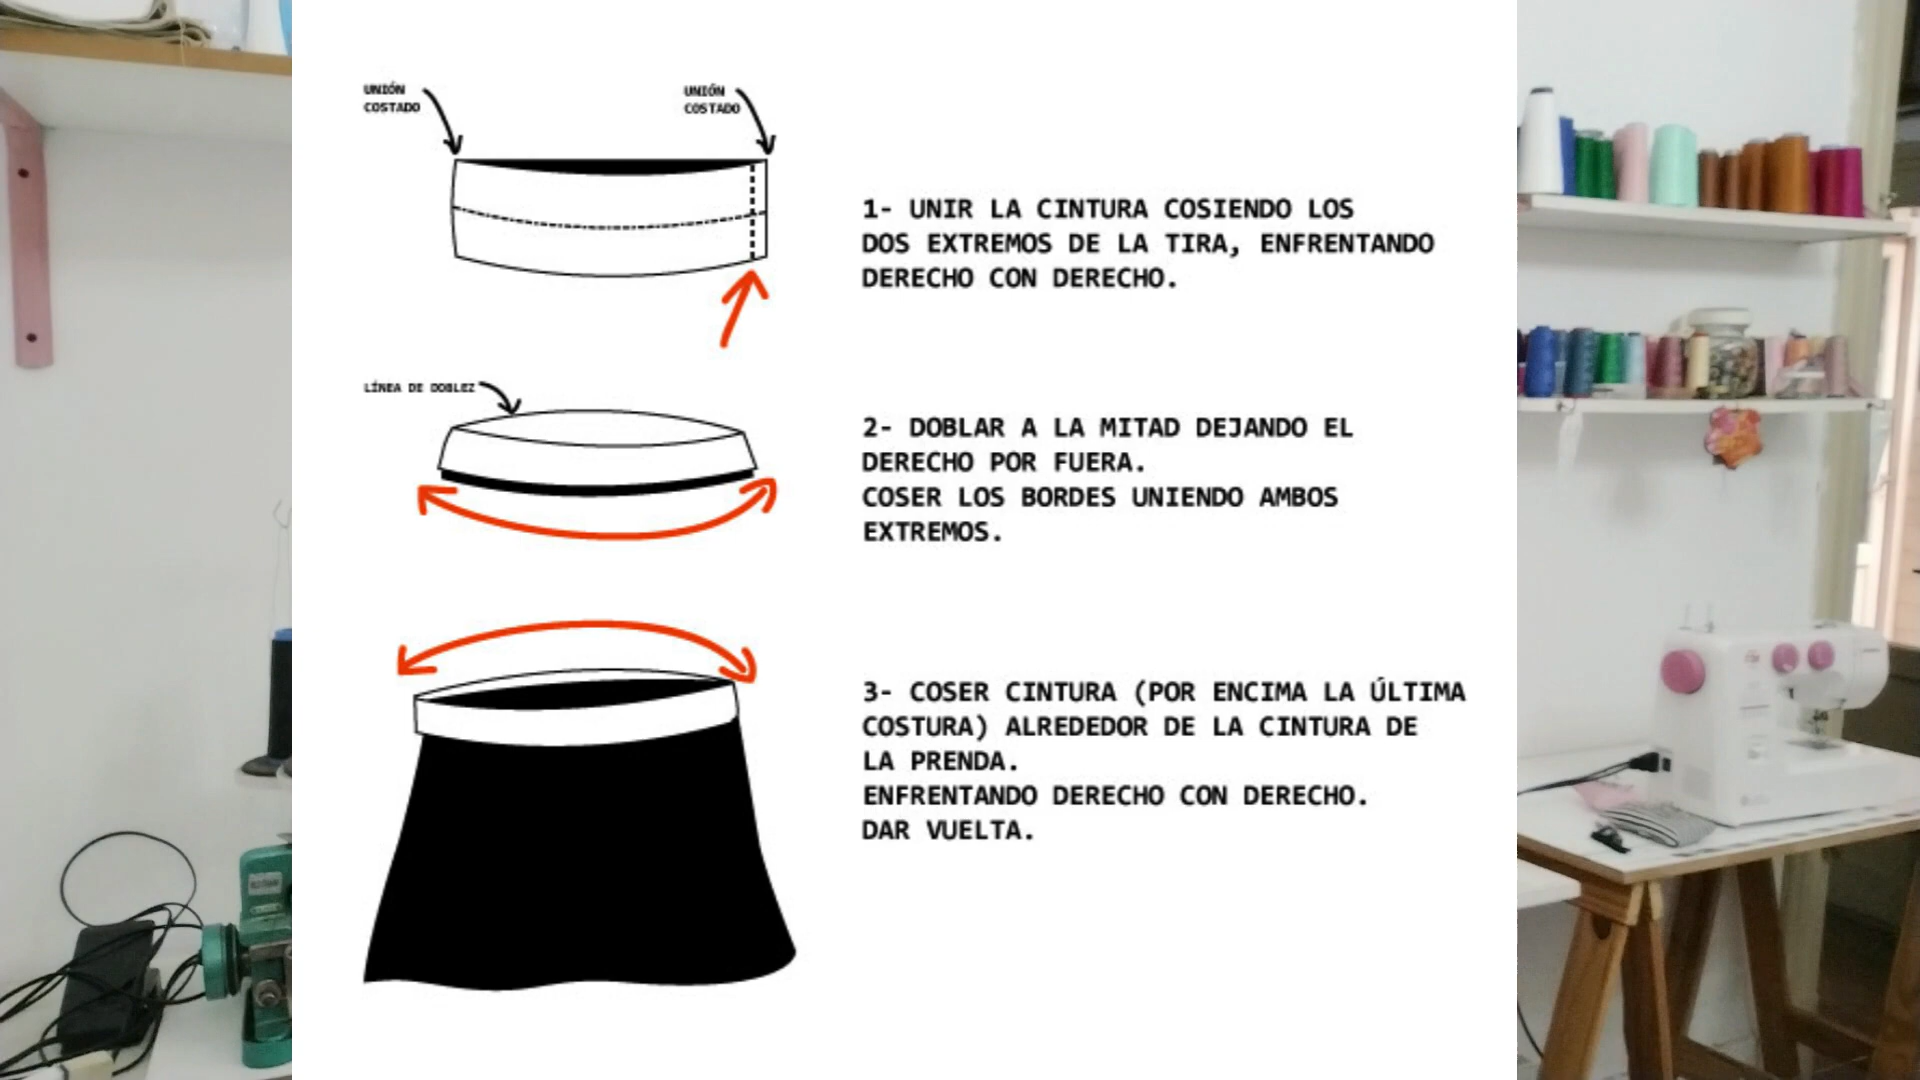 UNIÓN
COSTADO
UNIÓN
COSTADO
1- UNIR LA CINTURA COSIENDO LOS
DOS EXTREMOS DE LA TIRA, ENFRENTANDO
DERECHO CON DERECHO.
LÍNEA DE DOBLEZ
2- DOBLAR A LA MITAD DEJANDO EL
DERECHO POR FUERA.
COSER LOS BORDES UNIENDO AMBOS
EXTREMOS.
3- COSER CINTURA (POR ENCIMA LA ÚLTIMA
COSTURA) ALREDEDOR DE LA CINTURA DE
LA PRENDA.
ENFRENTANDO DERECHO CON DERECHO.
DAR VUELTA.